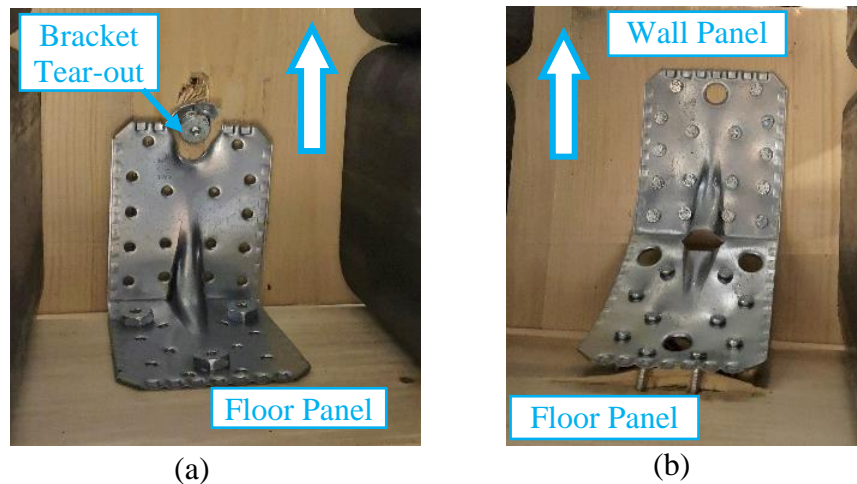 Bracket
Tear-out
Wall Panel
Floor Panel
Floor Panel
(a)
(b)